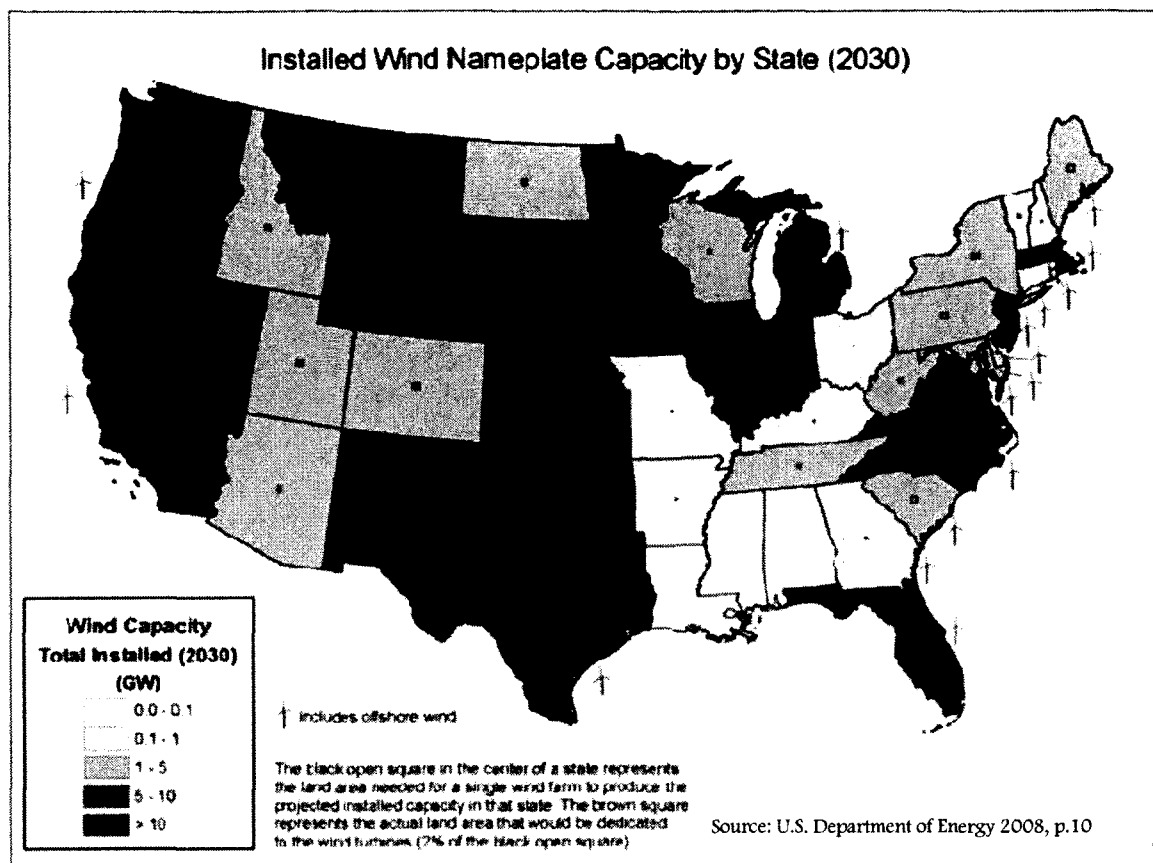 Installed Wind Nameplate Capacity by State (2030)
Wind Capacity
Total Installed (2030)
(GW)
0.0 - 0.1
0.1 - 1
1 - 5
5 - 10
> 10
includes offshore wind
The black open square in the center of a state represents
the land area needed for a single wind farm to produce the
projected installed capacity in that state. The brown square
represents the actual land area that would be dedicated
to the wind turbines (2% of the black open square)
Source: U.S. Department of Energy 2008, p.10